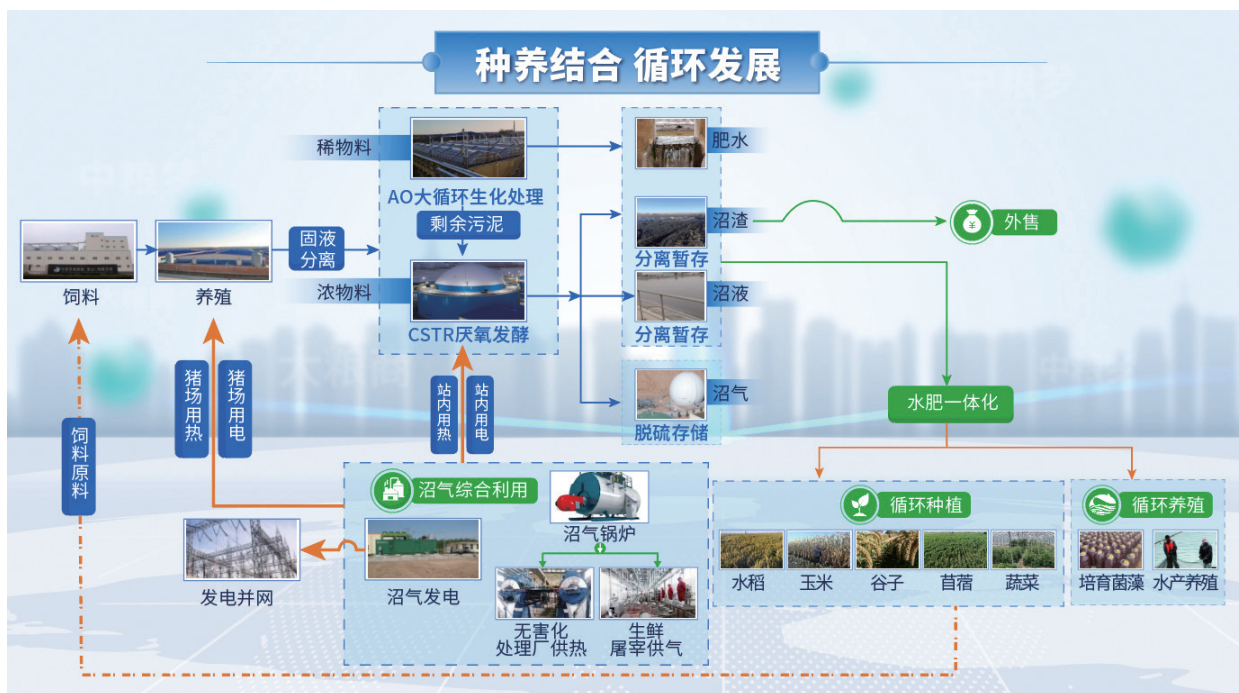 种养结合 循环发展
稀物料
肥水
AO大循环生化处理
剩余污泥
沼渣
外售
固液
分离
分离暂存
饲料
养殖
浓物料
沼液
CSTR厌氧发酵
分离暂存
猪场用热
猪场用电
站内用热
站内用电
沼气
水肥一体化
脱硫存储
饲料原料
沼气综合利用
循环种植
循环养殖
沼气锅炉
水稻
玉米
谷子
苜蓿
蔬菜
培育菌藻
水产养殖
发电并网
沼气发电
无害化
处理厂供热
生鲜
屠宰供气